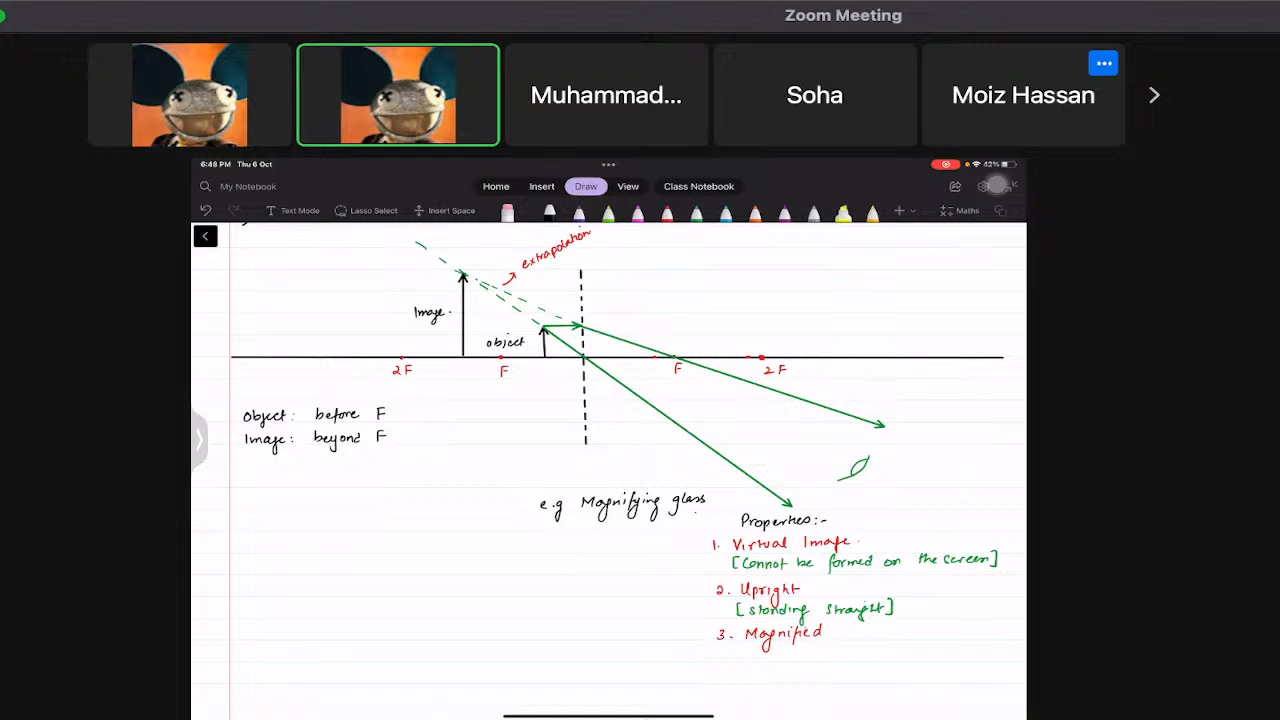 Zoom Meeting
Muhammad...
Soha
Moiz Hassan
6:48 PM Thu 6 Oct
42%
My Notebook
Home Insert Draw View Class Notebook
Text Mode Lasso Select Insert Space
Maths
extrapolation
Image.
object
2F F F 2F
Object: before F
Image: beyond F
e.g Magnifying glass
Properties:-
1. Virtual Image.
[Cannot be formed on the screen]
2. Upright
[standing straight]
3. Magnified